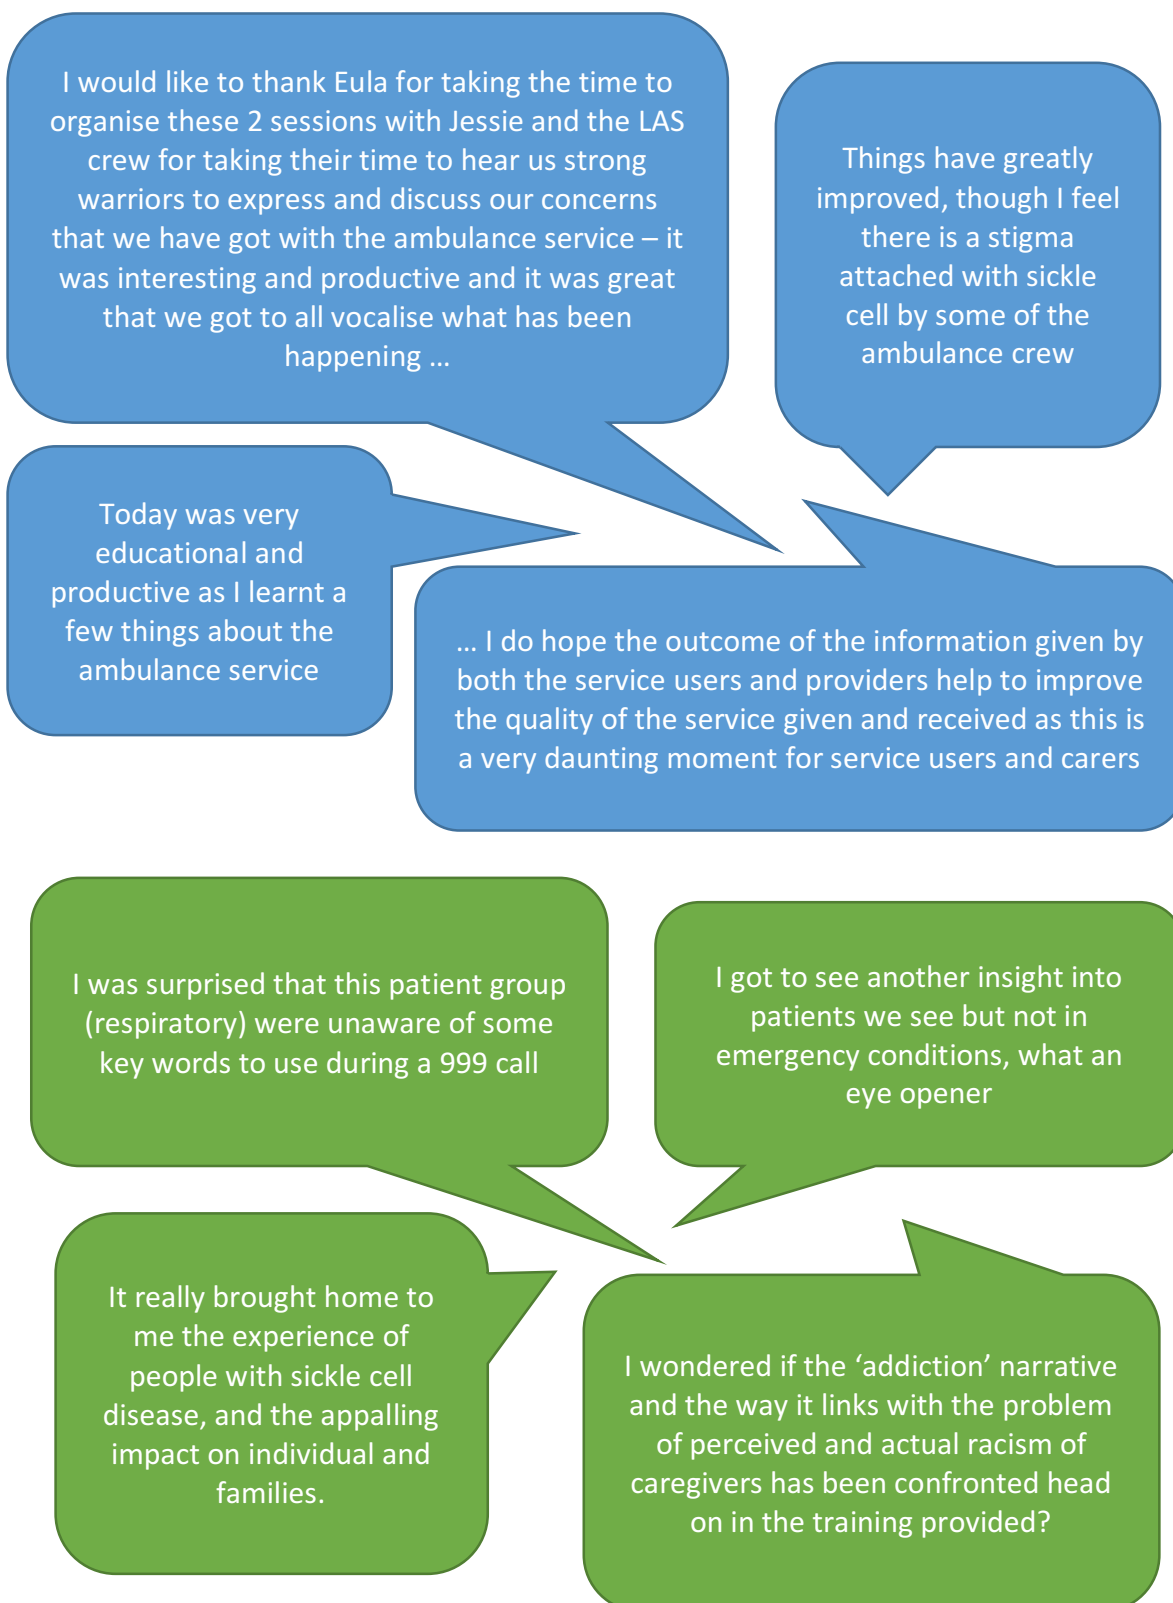 I would like to thank Eula for taking the time to
organise these 2 sessions with Jessie and the LAS
crew for taking their time to hear us strong
warriors to express and discuss our concerns
that we have got with the ambulance service – it
was interesting and productive and it was great
that we got to all vocalise what has been
happening ...
Things have greatly
improved, though I feel
there is a stigma
attached with sickle
cell by some of the
ambulance crew
Today was very
educational and
productive as I learnt a
few things about the
ambulance service
... I do hope the outcome of the information given by
both the service users and providers help to improve
the quality of the service given and received as this is
a very daunting moment for service users and carers
I was surprised that this patient group
(respiratory) were unaware of some
key words to use during a 999 call
I got to see another insight into
patients we see but not in
emergency conditions, what an
eye opener
It really brought home to
me the experience of
people with sickle cell
disease, and the appalling
impact on individual and
families.
I wondered if the ‘addiction’ narrative
and the way it links with the problem
of perceived and actual racism of
caregivers has been confronted head
on in the training provided?